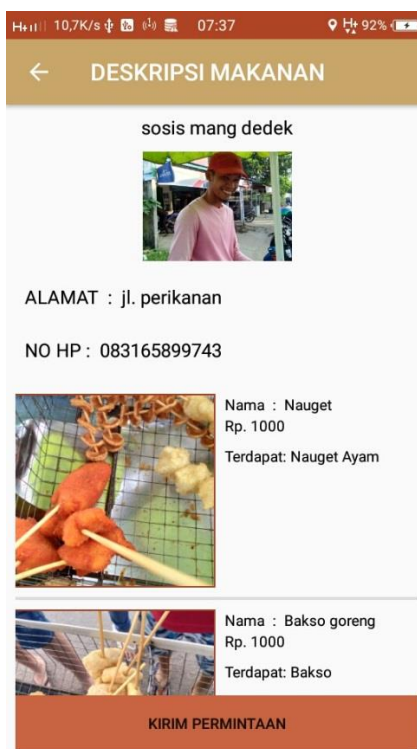 10,7K/s 07:37 92%
DESKRIPSI MAKANAN
sosis mang dedek
ALAMAT : jl. perikanan
NO HP : 083165899743
Nama : Nauget
Rp. 1000
Terdapat: Nauget Ayam
Nama : Bakso goreng
Rp. 1000
Terdapat: Bakso
KIRIM PERMINTAAN